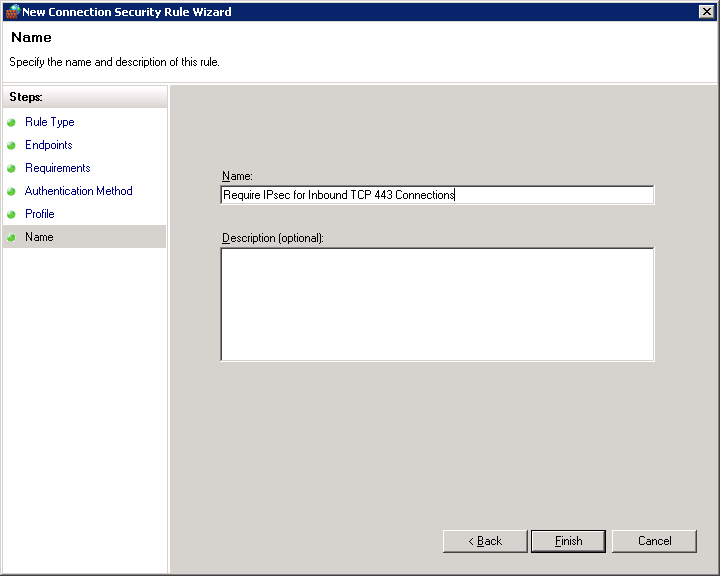 New Connection Security Rule Wizard
Name
Specify the name and description of this rule.
Steps:
Rule Type
Endpoints
Requirements
Authentication Method
Profile
Name
Name:
Require IPsec for Inbound TCP 443 Connections
Description (optional):
< Back
Finish
Cancel